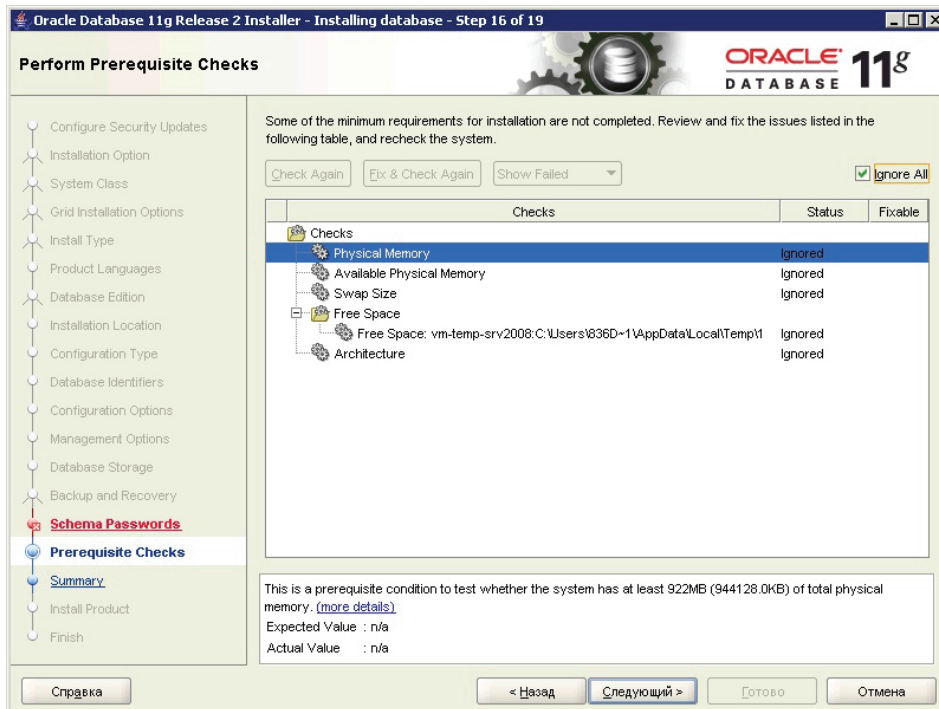 Oracle Database 11g Release 2 Installer - Installing database - Step 16 of 19
Perform Prerequisite Checks
ORACLE
DATABASE
11g
Configure Security Updates
Installation Option
System Class
Grid Installation Options
Install Type
Product Languages
Database Edition
Installation Location
Configuration Type
Database Identifiers
Configuration Options
Management Options
Database Storage
Backup and Recovery
Schema Passwords
Prerequisite Checks
Summary
Install Product
Finish
Some of the minimum requirements for installation are not completed. Review and fix the issues listed in the
following table, and recheck the system.
Check Again Fix & Check Again Show Failed Ignore All
Checks Status Fixable
Checks
Physical Memory Ignored
Available Physical Memory Ignored
Swap Size Ignored
Free Space
Free Space: vm-temp-srv2008:C:\Users\836D~1\AppData\Local\Temp\1 Ignored
Architecture Ignored
This is a prerequisite condition to test whether the system has at least 922MB (944128.0KB) of total physical
memory. (more details)
Expected Value : n/a
Actual Value : n/a
Справка < Назад Следующий > Готово Отмена